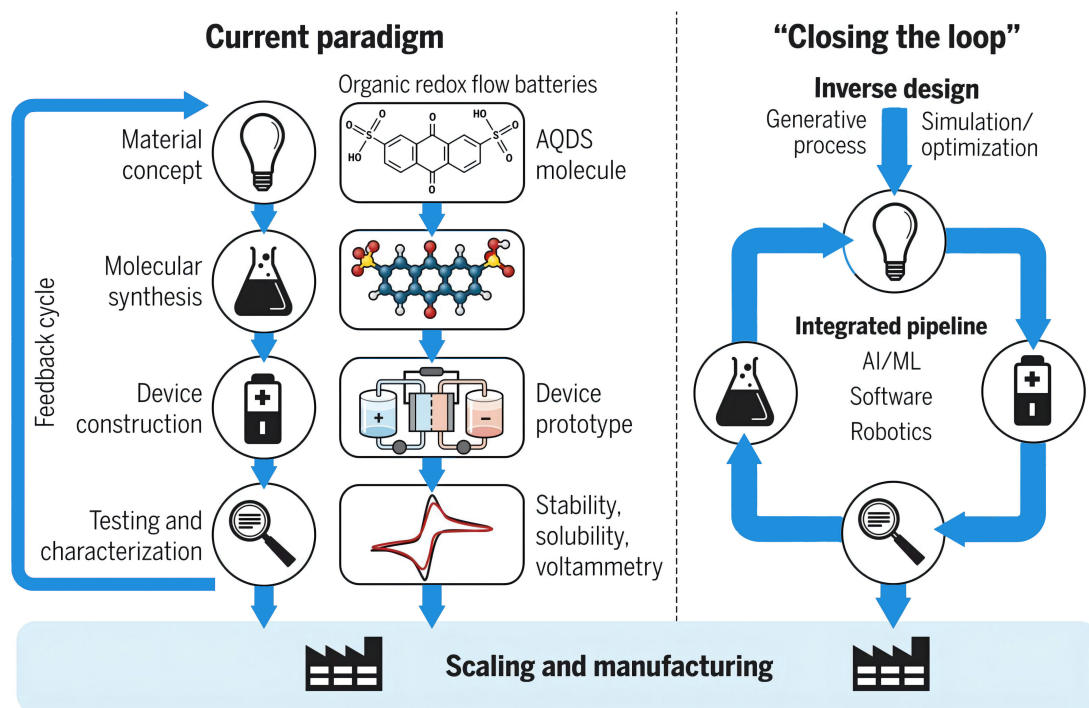 Current paradigm
Organic redox flow batteries
Feedback cycle
Material
concept
O
O
S
HO
O
O
HO
O
S
O
AQDS
molecule
Molecular
synthesis
Device
construction
+
-
+
−
Device
prototype
Testing and
characterization
Stability,
solubility,
voltammetry
“Closing the loop”
Inverse design
Generative
process
Simulation/
optimization
Integrated pipeline
AI/ML
Software
Robotics
+
-
Scaling and manufacturing